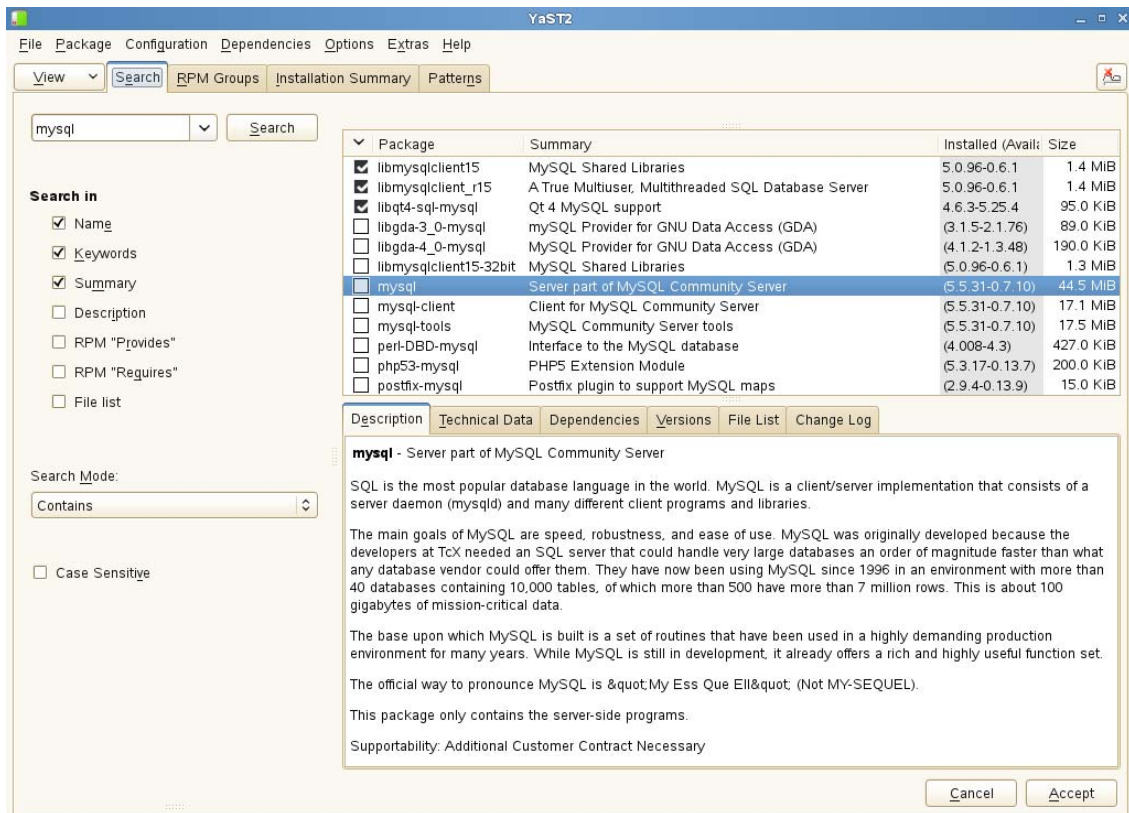 YaST2
File Package Configuration Dependencies Options Extras Help
View Search RPM Groups Installation Summary Patterns
mysql Search
Search in
Name
Keywords
Summary
Description
RPM "Provides"
RPM "Requires"
File list
Search Mode:
Contains
Case Sensitive
Package Summary Installed (Availa Size
libmysqlclient15 MySQL Shared Libraries 5.0.96-0.6.1 1.4 MiB
libmysqlclient_r15 A True Multiuser, Multithreaded SQL Database Server 5.0.96-0.6.1 1.4 MiB
libqt4-sql-mysql Qt 4 MySQL support 4.6.3-5.25.4 95.0 KiB
libgda-3_0-mysql mySQL Provider for GNU Data Access (GDA) (3.1.5-2.1.76) 89.0 KiB
libgda-4_0-mysql MySQL Provider for GNU Data Access (GDA) (4.1.2-1.3.48) 190.0 KiB
libmysqlclient15-32bit MySQL Shared Libraries (5.0.96-0.6.1) 1.3 MiB
mysql Server part of MySQL Community Server (5.5.31-0.7.10) 44.5 MiB
mysql-client Client for MySQL Community Server (5.5.31-0.7.10) 17.1 MiB
mysql-tools MySQL Community Server tools (5.5.31-0.7.10) 17.5 MiB
perl-DBD-mysql Interface to the MySQL database (4.008-4.3) 427.0 KiB
php53-mysql PHP5 Extension Module (5.3.17-0.13.7) 200.0 KiB
postfix-mysql Postfix plugin to support MySQL maps (2.9.4-0.13.9) 15.0 KiB
Description Technical Data Dependencies Versions File List Change Log
mysql - Server part of MySQL Community Server
SQL is the most popular database language in the world. MySQL is a client/server implementation that consists of a
server daemon (mysqld) and many different client programs and libraries.
The main goals of MySQL are speed, robustness, and ease of use. MySQL was originally developed because the
developers at TcX needed an SQL server that could handle very large databases an order of magnitude faster than what
any database vendor could offer them. They have now been using MySQL since 1996 in an environment with more than
40 databases containing 10,000 tables, of which more than 500 have more than 7 million rows. This is about 100
gigabytes of mission-critical data.
The base upon which MySQL is built is a set of routines that have been used in a highly demanding production
environment for many years. While MySQL is still in development, it already offers a rich and highly useful function set.
The official way to pronounce MySQL is &quot;My Ess Que Ell&quot; (Not MY-SEQUEL).
This package only contains the server-side programs.
Supportability: Additional Customer Contract Necessary
Cancel Accept